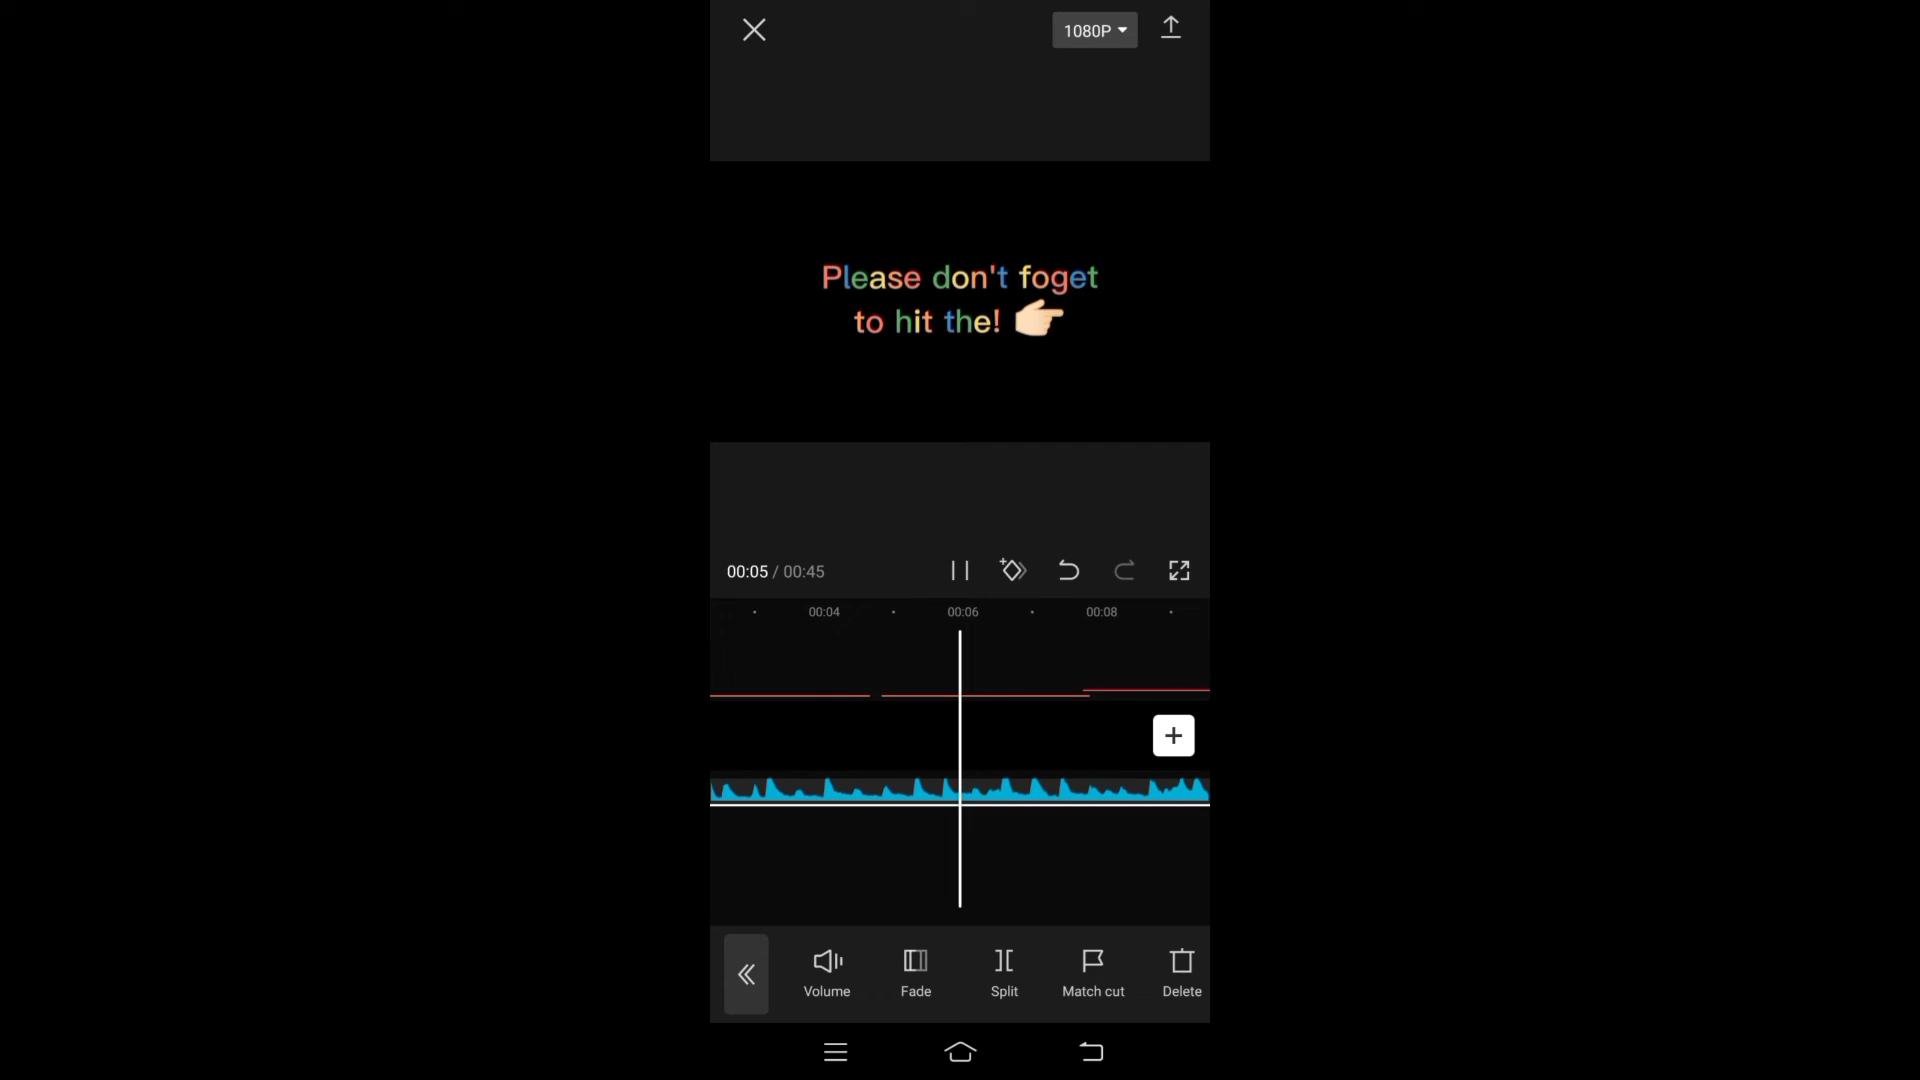 1080P
Please don't foget
to hit the!
00:05 / 00:45
00:04 00:06 00:08
Volume Fade Split Match cut Delete